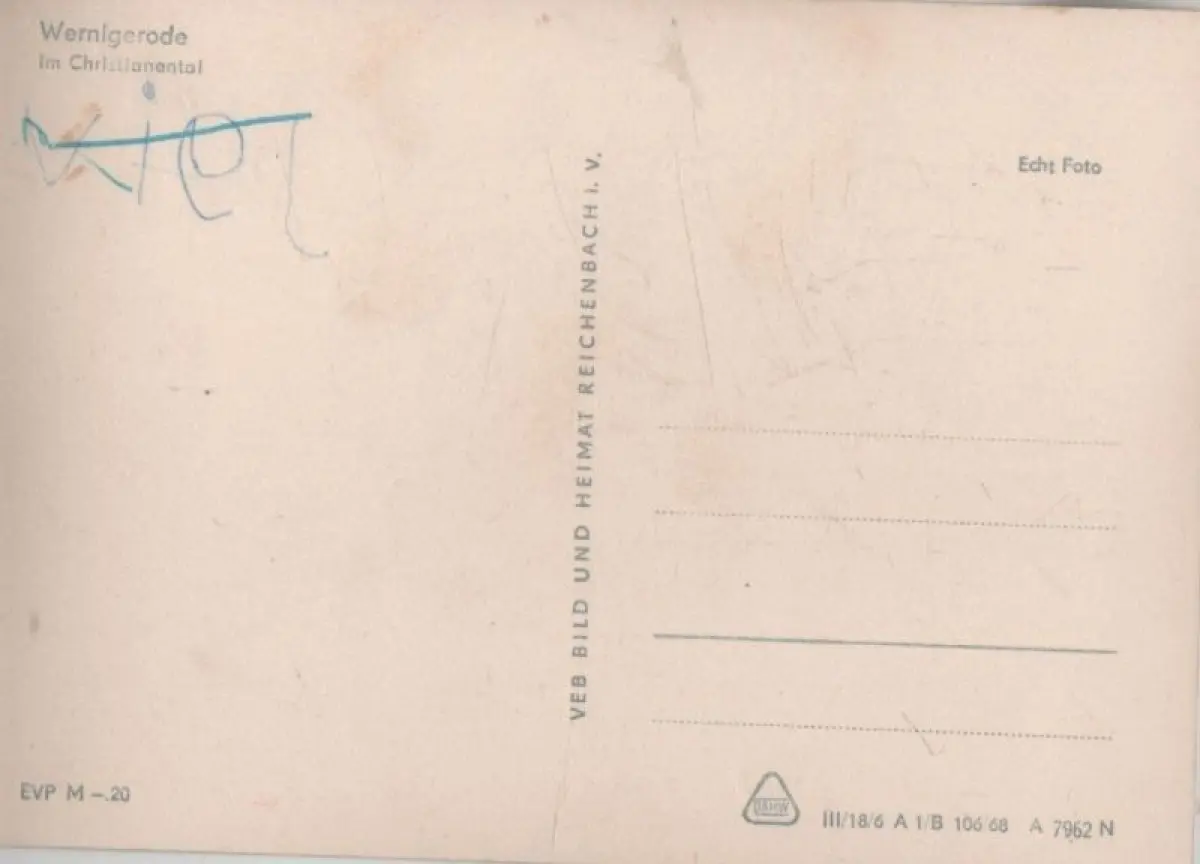 Wernigerode
Im Christianental
VEB BILD UND HEIMAT REICHENBACH I. V.
Echt Foto
EVP M –.20
III/18/6 A 1/B 106/68 A 7962 N